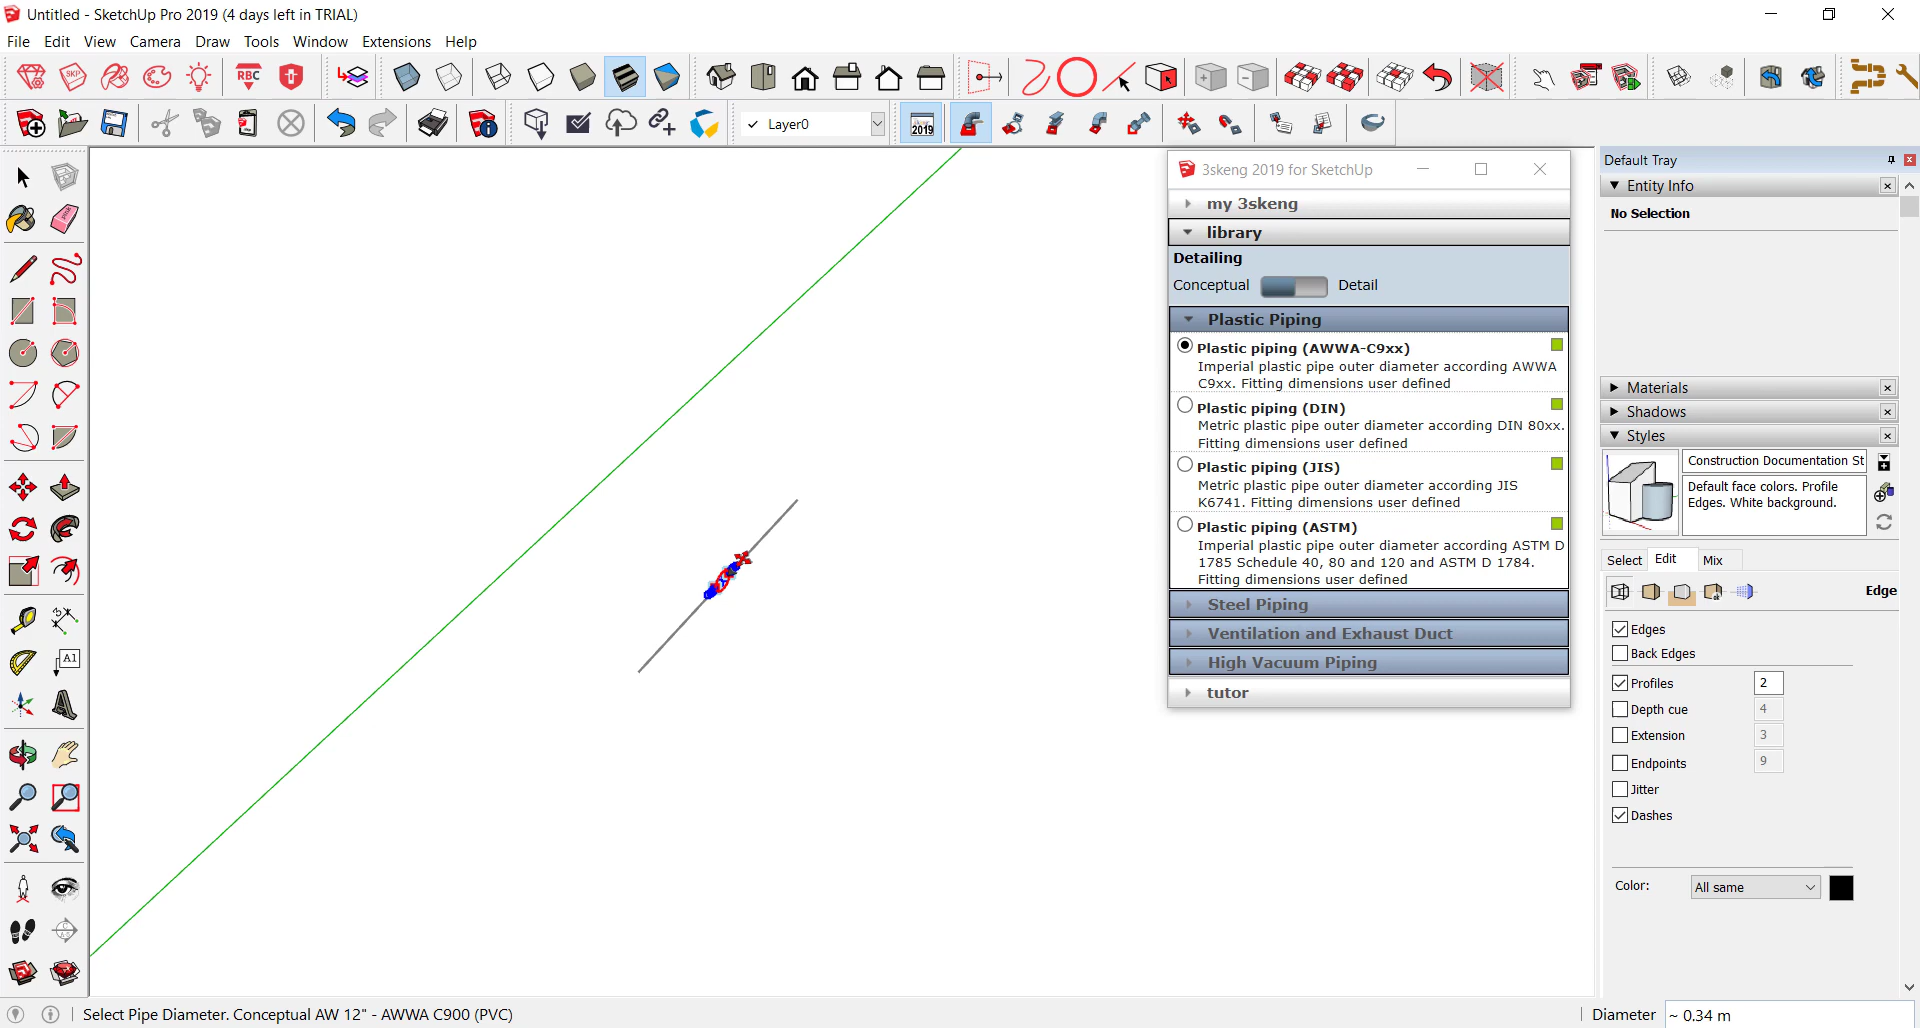 Untitled - SketchUp Pro 2019 (4 days left in TRIAL)
File Edit View Camera Draw Tools Window Extensions Help
SKP RBC
Layer0
2019
3skeng 2019 for SketchUp
my 3skeng
library
Detailing
Conceptual Detail
Plastic Piping
Plastic piping (AWWA-C9xx)
Imperial plastic pipe outer diameter according AWWA
C9xx. Fitting dimensions user defined
Plastic piping (DIN)
Metric plastic pipe outer diameter according DIN 80xx.
Fitting dimensions user defined
Plastic piping (JIS)
Metric plastic pipe outer diameter according JIS
K6741. Fitting dimensions user defined
Plastic piping (ASTM)
Imperial plastic pipe outer diameter according ASTM D
1785 Schedule 40, 80 and 120 and ASTM D 1784.
Fitting dimensions user defined
Steel Piping
Ventilation and Exhaust Duct
High Vacuum Piping
tutor
Default Tray
Entity Info
No Selection
Materials
Shadows
Styles
Construction Documentation St
Default face colors. Profile
Edges. White background.
Select Edit Mix
Edge
Edges
Back Edges
Profiles 2
Depth cue 4
Extension 3
Endpoints 9
Jitter
Dashes
Color: All same
A1
Select Pipe Diameter. Conceptual AW 12" - AWWA C900 (PVC)
Diameter ~ 0.34 m